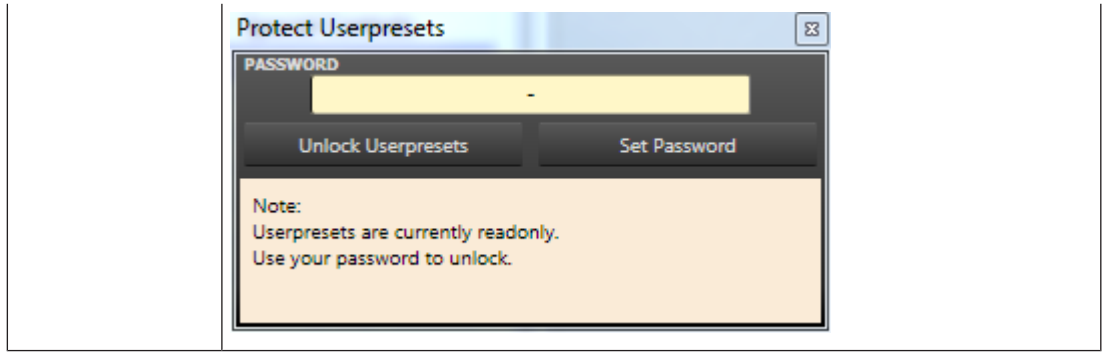 Protect Userpresets
PASSWORD
-
Unlock Userpresets Set Password
Note:
Userpresets are currently readonly.
Use your password to unlock.